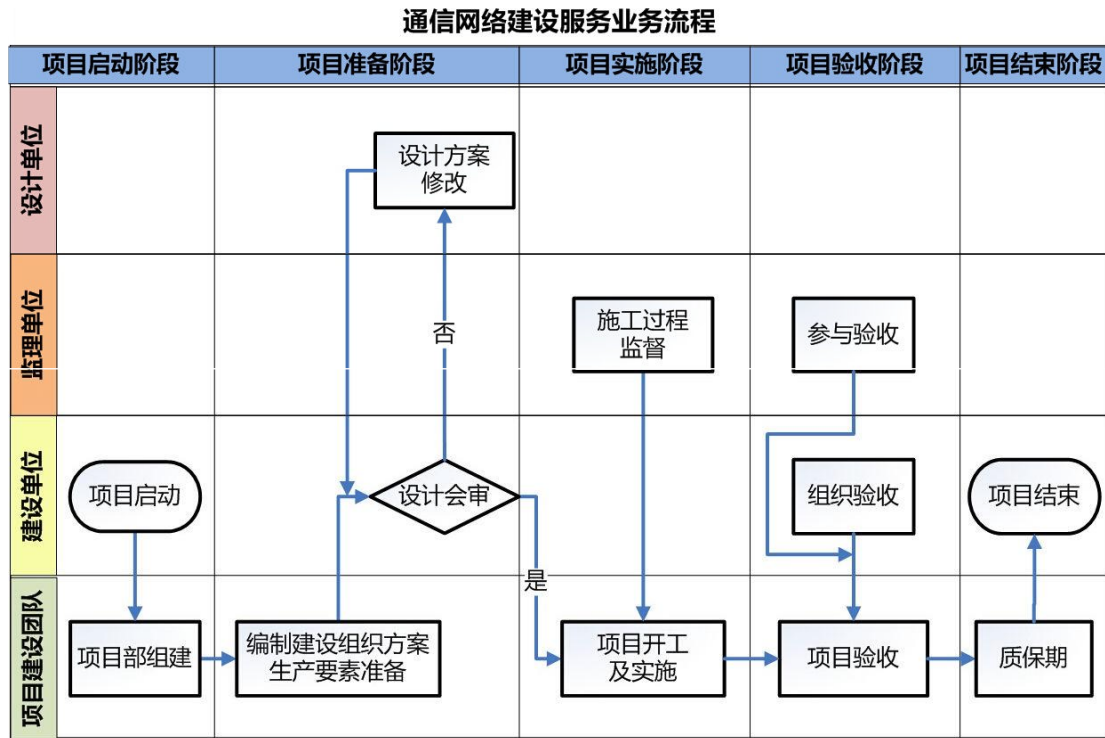 通信网络建设服务业务流程
项目启动阶段
项目准备阶段
项目实施阶段
项目验收阶段
项目结束阶段
设计单位
设计方案
修改
监理单位
否
施工过程
监督
参与验收
建设单位
项目启动
设计会审
组织验收
项目结束
是
项目建设团队
项目部组建
编制建设组织方案
生产要素准备
项目开工
及实施
项目验收
质保期